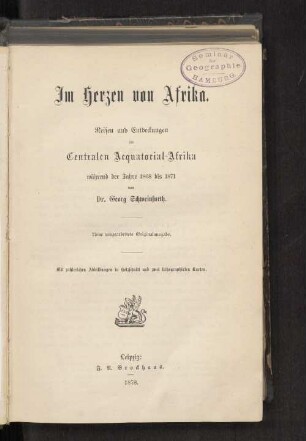 Seminar
für
Geographie
HAMBURG
Im Herzen von Afrika.
Reisen und Entdeckungen
im
Centralen Aequatorial-Afrika
während der Jahre 1868 bis 1871
von
Dr. Georg Schweinfurth.
Neue umgearbeitete Originalausgabe.
Mit zahlreichen Abbildungen in Holzschnitt und zwei lithographirten Karten.
Leipzig:
F. A. Brockhaus.
1878.